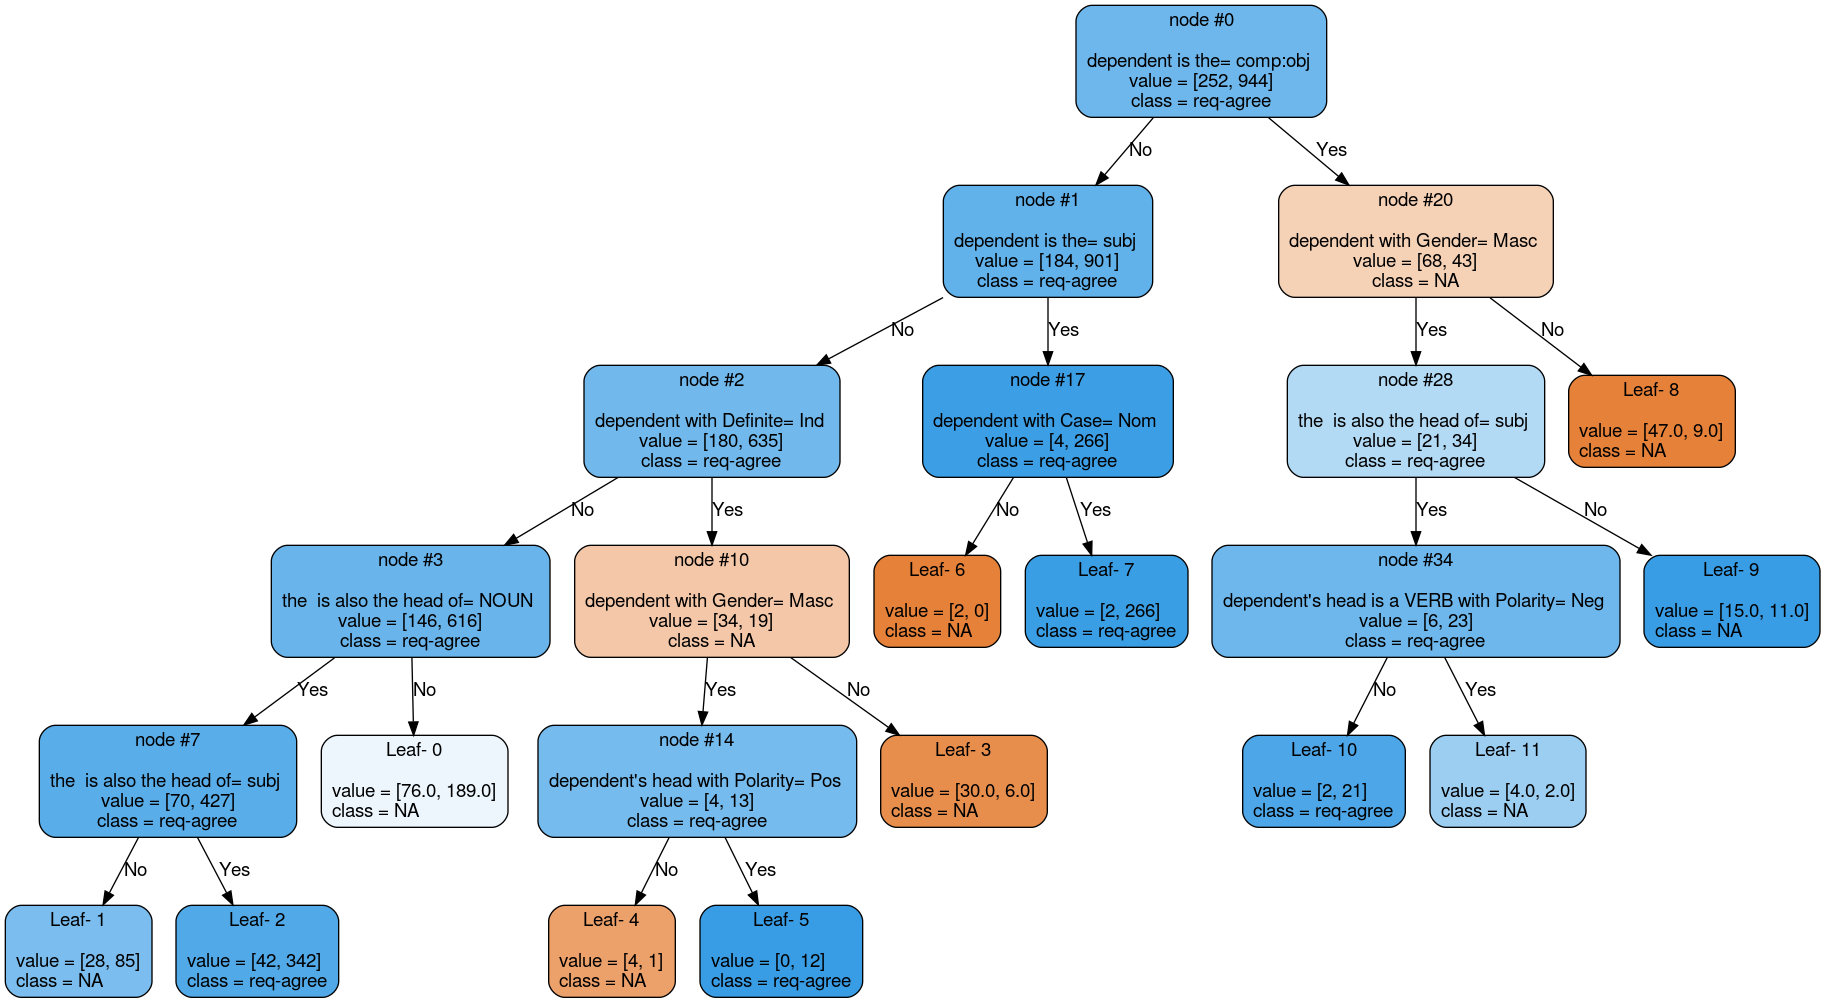 node #0
dependent is the= comp:obj
value = [252, 944]
class = req-agree
No
Yes
node #1
dependent is the= subj
value = [184, 901]
class = req-agree
node #20
dependent with Gender= Masc
value = [68, 43]
class = NA
No
Yes
Yes
No
node #2
dependent with Definite= Ind
value = [180, 635]
class = req-agree
node #17
dependent with Case= Nom
value = [4, 266]
class = req-agree
node #28
the  is also the head of= subj
value = [21, 34]
class = req-agree
Leaf- 8
value = [47.0, 9.0]
class = NA
No
Yes
No
Yes
Yes
No
node #3
the  is also the head of= NOUN
value = [146, 616]
class = req-agree
node #10
dependent with Gender= Masc
value = [34, 19]
class = NA
Leaf- 6
value = [2, 0]
class = NA
Leaf- 7
value = [2, 266]
class = req-agree
node #34
dependent's head is a VERB with Polarity= Neg
value = [6, 23]
class = req-agree
Leaf- 9
value = [15.0, 11.0]
class = NA
Yes
No
Yes
No
No
Yes
node #7
the  is also the head of= subj
value = [70, 427]
class = req-agree
Leaf- 0
value = [76.0, 189.0]
class = NA
node #14
dependent's head with Polarity= Pos
value = [4, 13]
class = req-agree
Leaf- 3
value = [30.0, 6.0]
class = NA
Leaf- 10
value = [2, 21]
class = req-agree
Leaf- 11
value = [4.0, 2.0]
class = NA
No
Yes
No
Yes
Leaf- 1
value = [28, 85]
class = NA
Leaf- 2
value = [42, 342]
class = req-agree
Leaf- 4
value = [4, 1]
class = NA
Leaf- 5
value = [0, 12]
class = req-agree